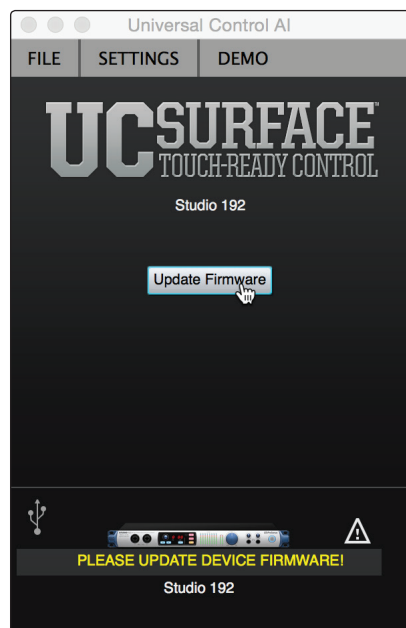 Universal Control AI
FILE SETTINGS DEMO
UC SURFACE™
TOUCH-READY CONTROL
Studio 192
Update Firmware
PLEASE UPDATE DEVICE FIRMWARE!
Studio 192